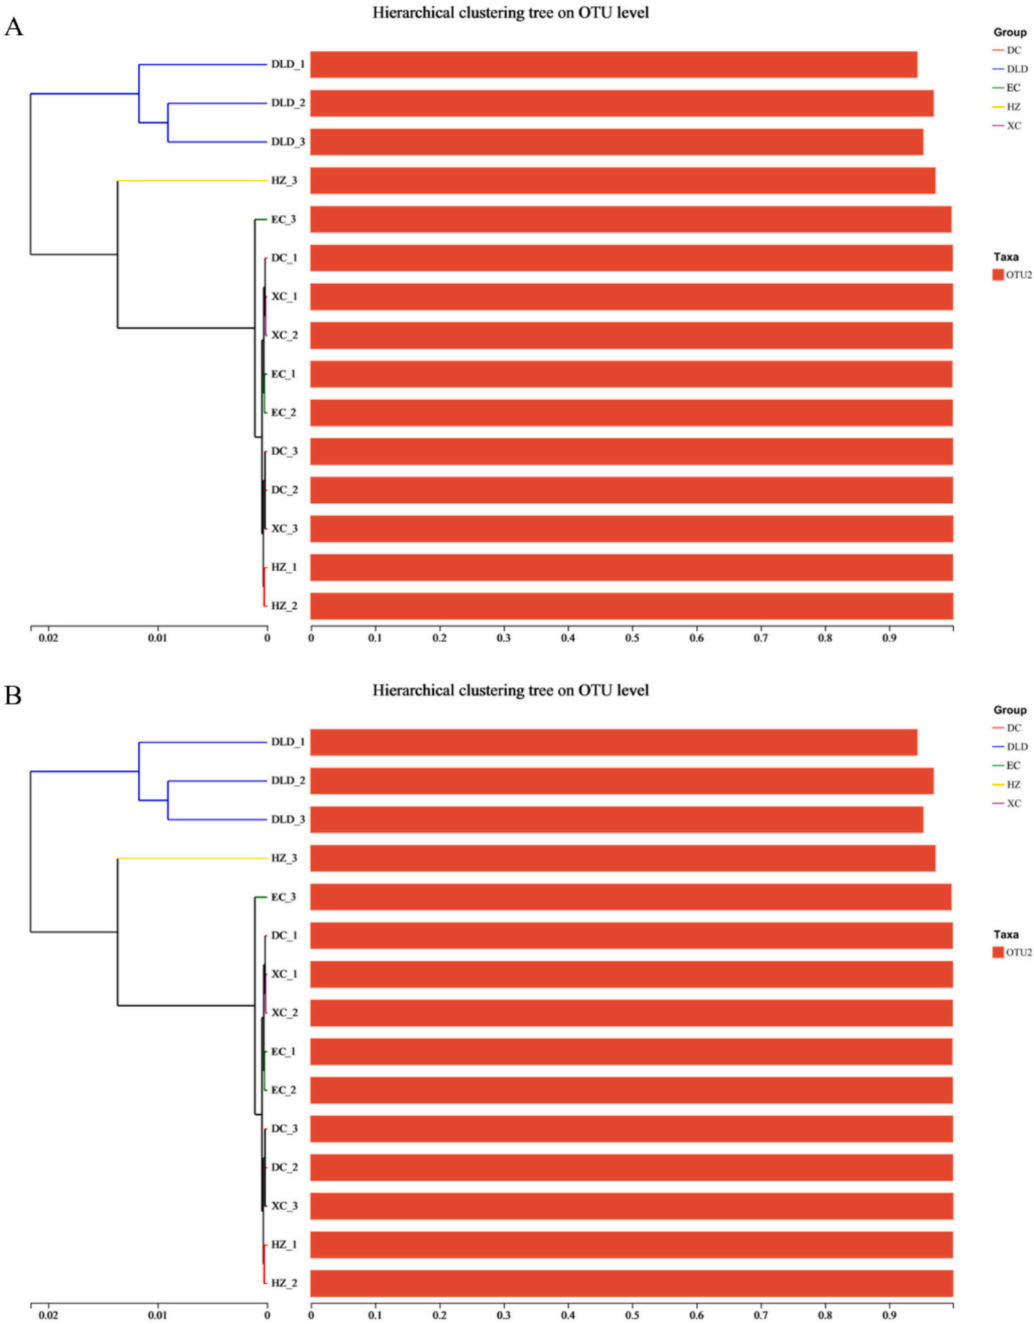 A
Hierarchical clustering tree on OTU level
Group
DC
DLD
EC
HZ
XC
DLD_1
DLD_2
DLD_3
HZ_3
EC_3
DC_1
XC_1
XC_2
EC_1
EC_2
DC_3
DC_2
XC_3
HZ_1
HZ_2
Taxa
OTU2
0.02 0.01 0 0 0.1 0.2 0.3 0.4 0.5 0.6 0.7 0.8 0.9
B
Hierarchical clustering tree on OTU level
Group
DC
DLD
EC
HZ
XC
DLD_1
DLD_2
DLD_3
HZ_3
EC_3
DC_1
XC_1
XC_2
EC_1
EC_2
DC_3
DC_2
XC_3
HZ_1
HZ_2
Taxa
OTU2
0.02 0.01 0 0 0.1 0.2 0.3 0.4 0.5 0.6 0.7 0.8 0.9